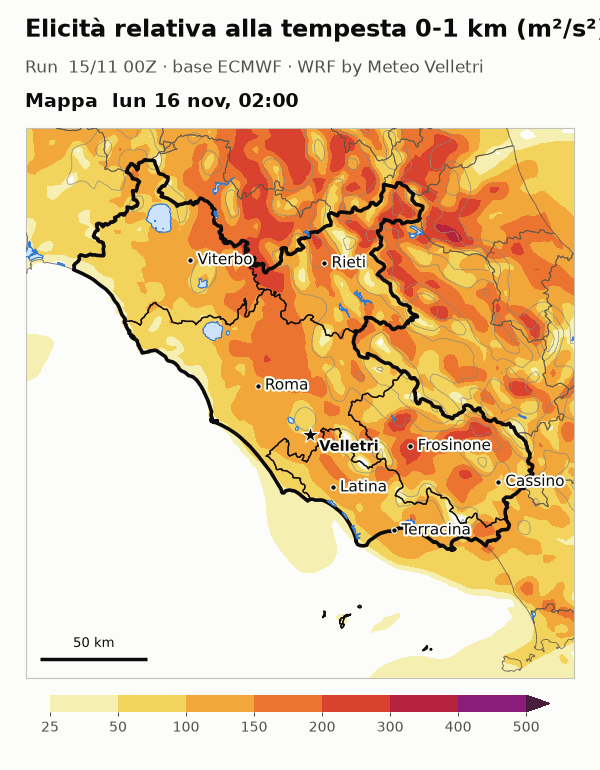 Elicità relativa alla tempesta 0-1 km (m²/s²)
Run  15/11 00Z · base ECMWF · WRF by Meteo Velletri
Mappa  lun 16 nov, 02:00
Viterbo
Rieti
Roma
Velletri
Frosinone
Cassino
Latina
Terracina
50 km
25 50 100 150 200 300 400 500